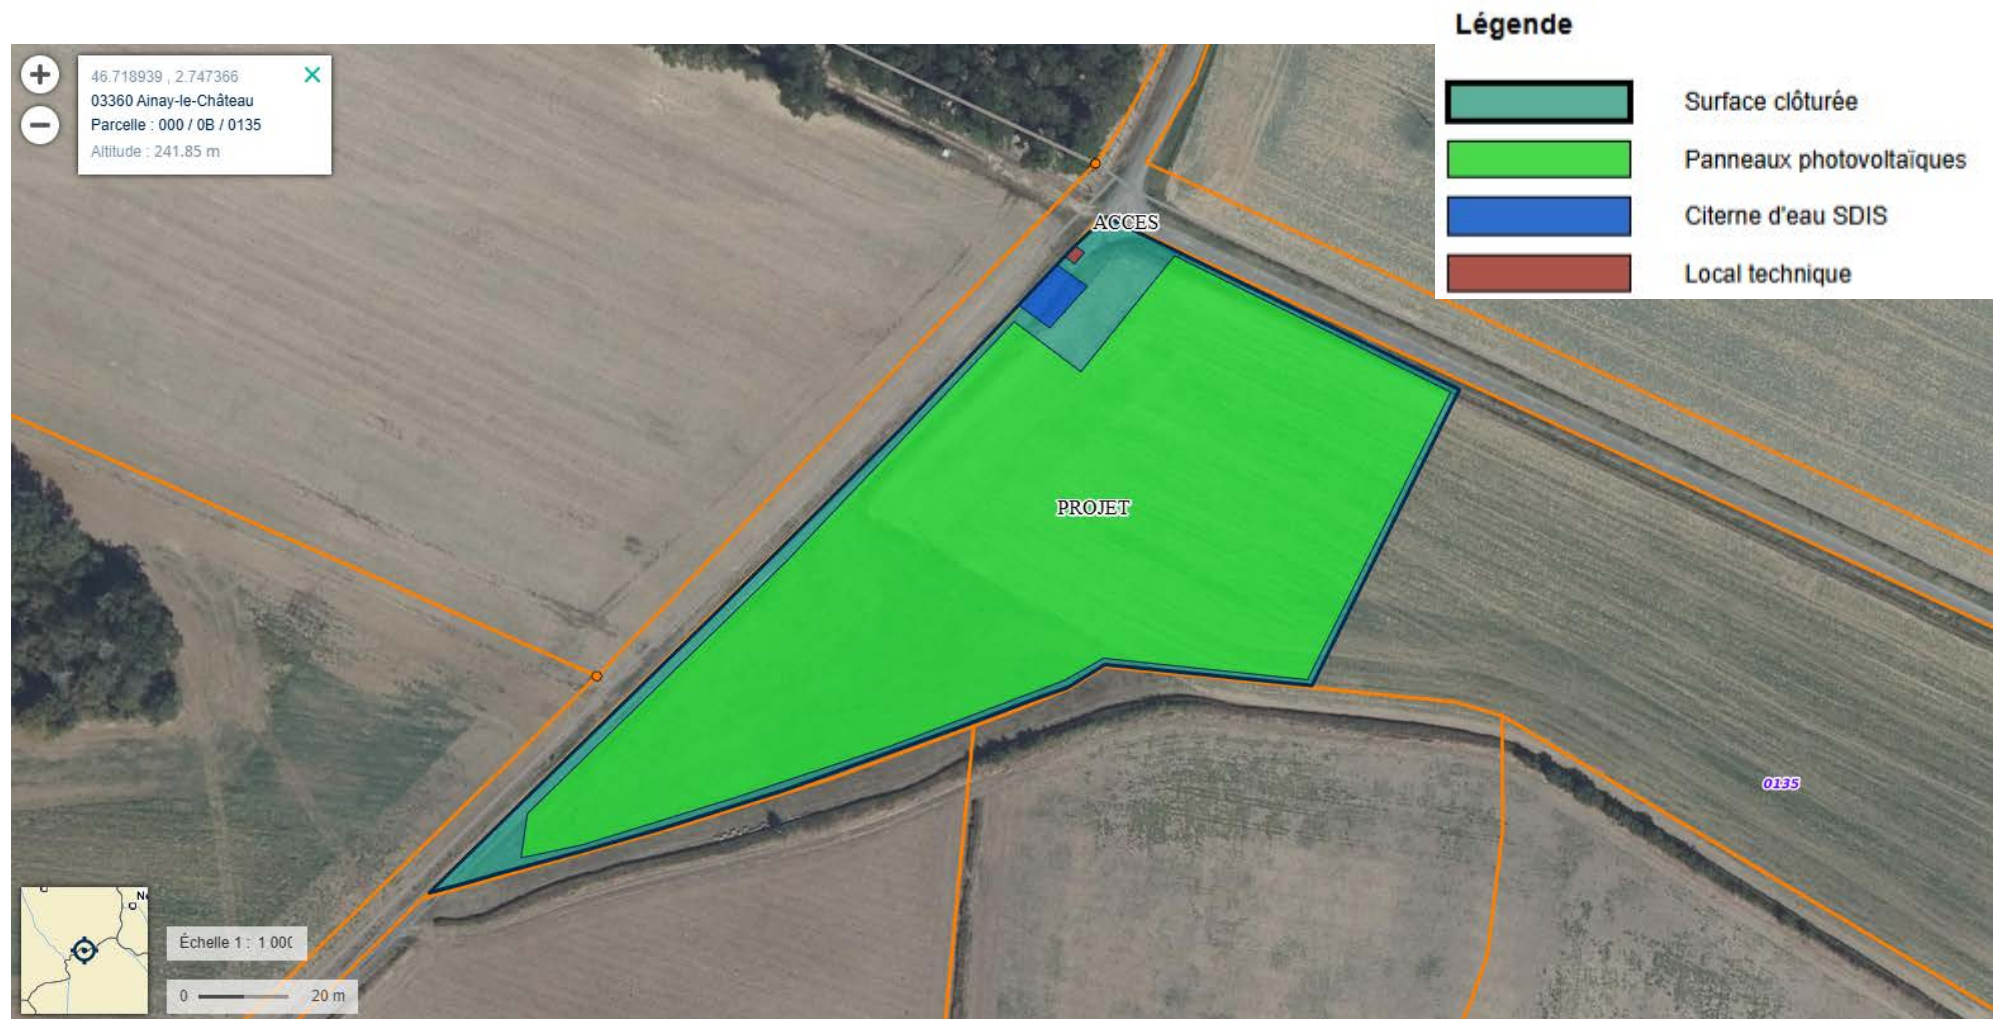 Légende
Surface clôturée
Panneaux photovoltaïques
Citerne d'eau SDIS
Local technique
46.718939 , 2.747366
03360 Ainay-le-Château
Parcelle : 000 / 0B / 0135
Altitude : 241.85 m
ACCES
PROJET
0135
Échelle 1 : 1 000
0 20 m